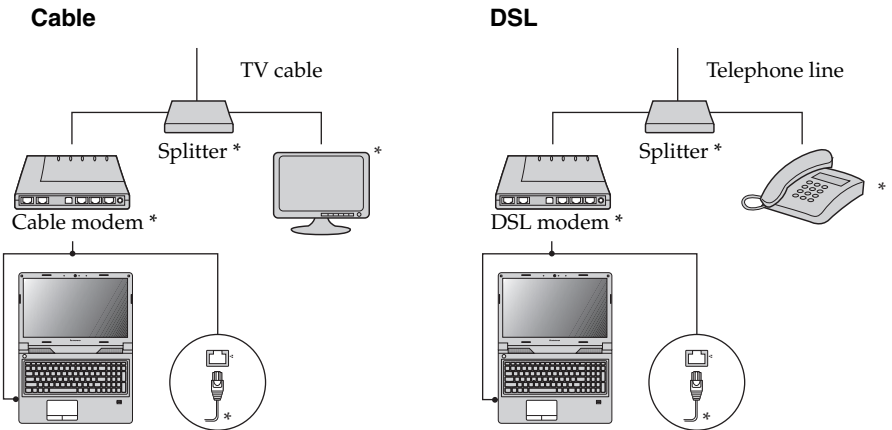 Cable
TV cable
Splitter *
*
Cable modem *
*
DSL
Telephone line
Splitter *
*
DSL modem *
*